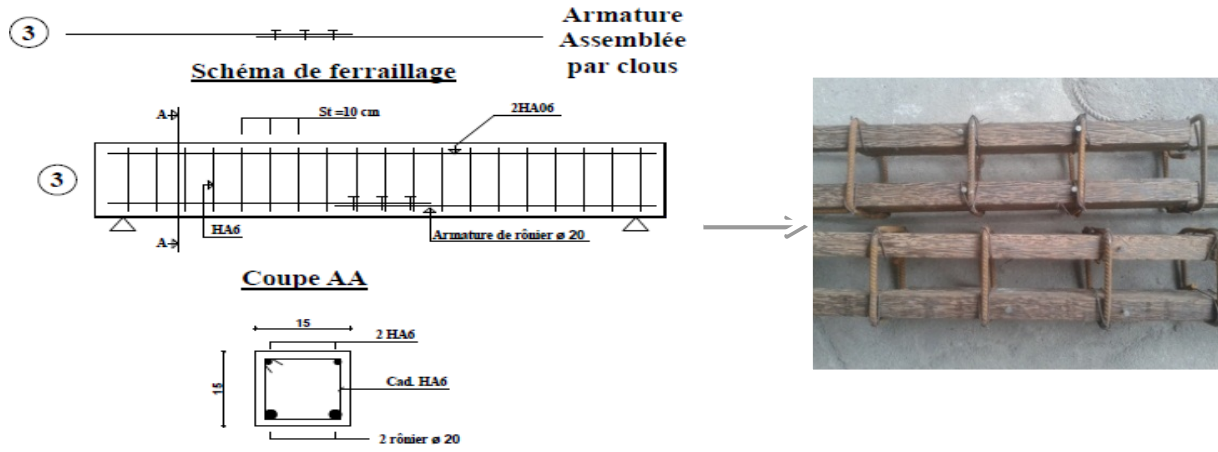 3
Armature
Assemblée
par clous
Schéma de ferraillage
A
St =10 cm
2HA06
3
HA6
Armature de rônier ø 20
A
Coupe AA
15
2 HA6
15
Cad. HA6
2 rônier ø 20